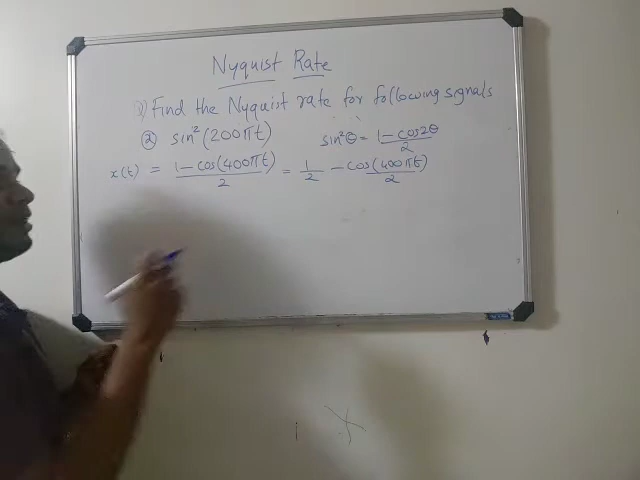 Nyquist Rate
Q) Find the Nyquist rate for following signals
② sin²(200πt) sin²θ = 1 - cos2θ / 2
x(t) = 1 - cos(400πt) / 2 = 1/2 - cos(400πt) / 2